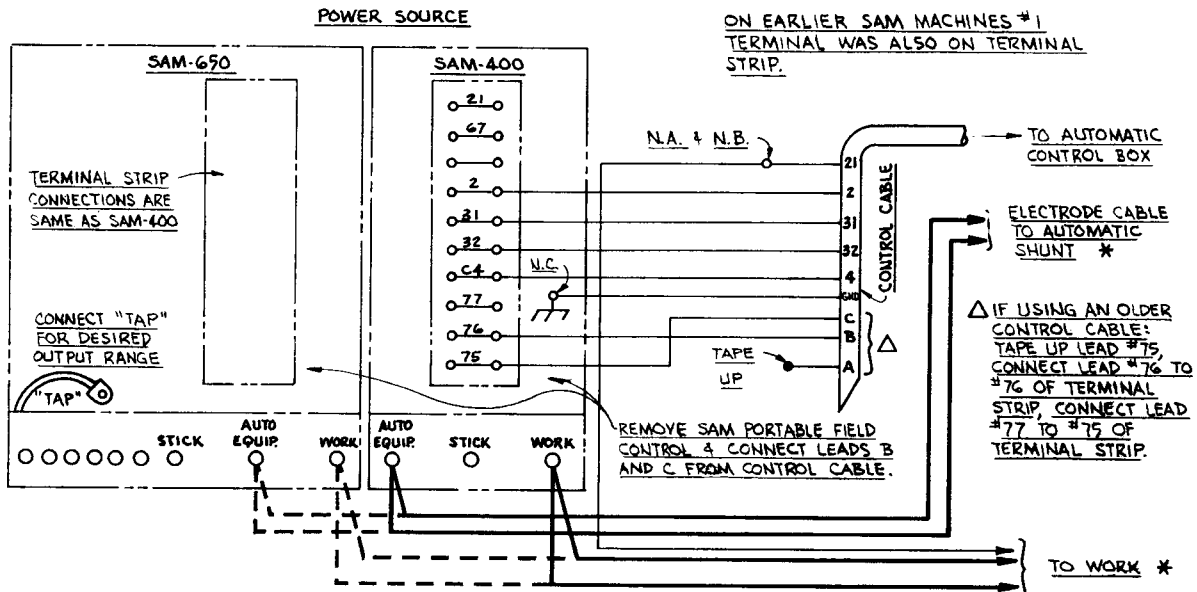 POWER SOURCE
ON EARLIER SAM MACHINES #1
TERMINAL WAS ALSO ON TERMINAL
STRIP.
SAM-650
SAM-400
21
67
2
31
32
C4
77
76
75
TERMINAL STRIP
CONNECTIONS ARE
SAME AS SAM-400
CONNECT "TAP"
FOR DESIRED
OUTPUT RANGE
"TAP"
N.A. & N.B.
N.C.
TAPE
UP
21
2
31
32
4
GND
C
B
A
CONTROL CABLE
TO AUTOMATIC
CONTROL BOX
ELECTRODE CABLE
TO AUTOMATIC
SHUNT *
△ IF USING AN OLDER
CONTROL CABLE:
TAPE UP LEAD #75,
CONNECT LEAD #76 TO
#76 OF TERMINAL
STRIP, CONNECT LEAD
#77 TO #75 OF
TERMINAL STRIP.
△
STICK
AUTO
EQUIP.
WORK
AUTO
EQUIP.
STICK
WORK
REMOVE SAM PORTABLE FIELD
CONTROL & CONNECT LEADS B
AND C FROM CONTROL CABLE.
TO WORK *